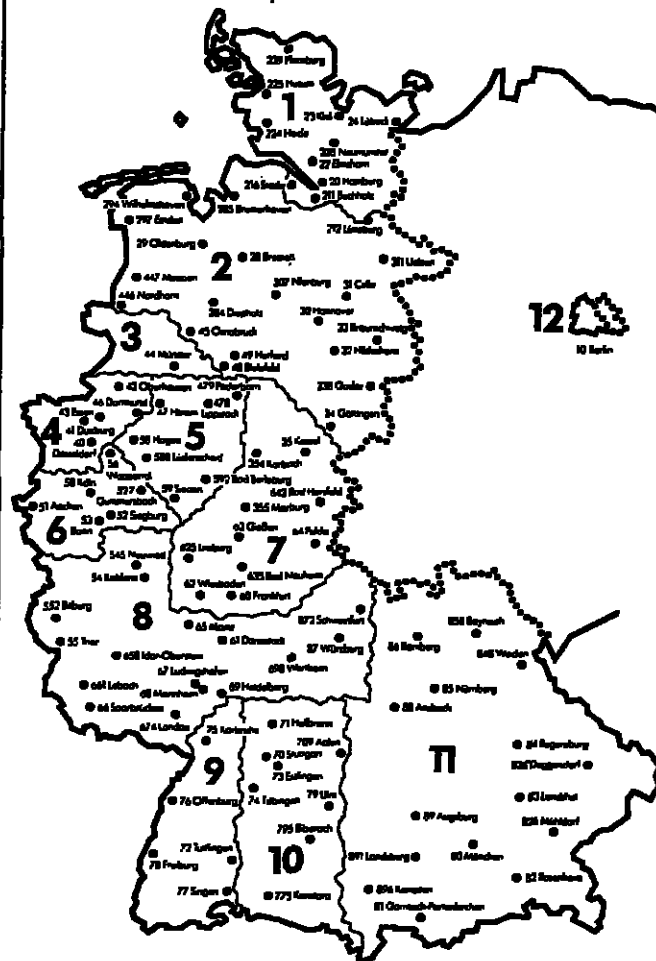 239 Flensburg
225 Husum
1
23 Kiel
24 Lübeck
224 Heide
235 Neumünster
22 Elmshorn
216 Stade
20 Hamburg
211 Buchholz
294 Wilhelmshaven
285 Bremerhaven
297 Emden
212 Lüneburg
29 Oldenburg
28 Bremen
2
311 Uelzen
447 Meppen
307 Nienburg
31 Celle
446 Nordhorn
284 Diepholz
30 Hannover
12
10 Berlin
3
45 Osnabrück
33 Braunschweig
44 Münster
49 Herford
48 Bielefeld
32 Hildesheim
42 Oberhausen
479 Paderborn
338 Goslar
46 Dortmund
47 Hamm
478 Lippstadt
43 Essen
34 Göttingen
4
41 Duisburg
5
58 Hagen
35 Kassel
40 Düsseldorf
588 Lüdenscheid
354 Korbach
56 Wuppertal
592 Bad Berleburg
50 Köln
527 Gummersbach
59 Siegen
643 Bad Hersfeld
51 Aachen
355 Marburg
53 Bonn
52 Siegburg
6
63 Gießen
64 Fulda
7
545 Neuwied
625 Limburg
54 Koblenz
635 Bad Nauheim
62 Wiesbaden
60 Frankfurt
552 Bitburg
8
872 Schweinfurt
65 Mainz
858 Bayreuth
55 Trier
61 Darmstadt
87 Würzburg
86 Bamberg
658 Idar-Oberstein
698 Wertheim
848 Weiden
67 Ludwigshafen
662 Lebach
68 Mannheim
69 Heidelberg
85 Nürnberg
66 Saarbrücken
88 Ansbach
674 Landau
71 Heilbronn
75 Karlsruhe
84 Regensburg
708 Aalen
11
70 Stuttgart
9
73 Esslingen
836 Deggendorf
74 Tübingen
79 Ulm
83 Landshut
76 Offenburg
89 Augsburg
826 Mühldorf
795 Biberach
72 Tuttlingen
80 München
78 Freiburg
10
891 Landsberg
82 Rosenheim
77 Singen
775 Konstanz
896 Kempten
81 Garmisch-Partenkirchen